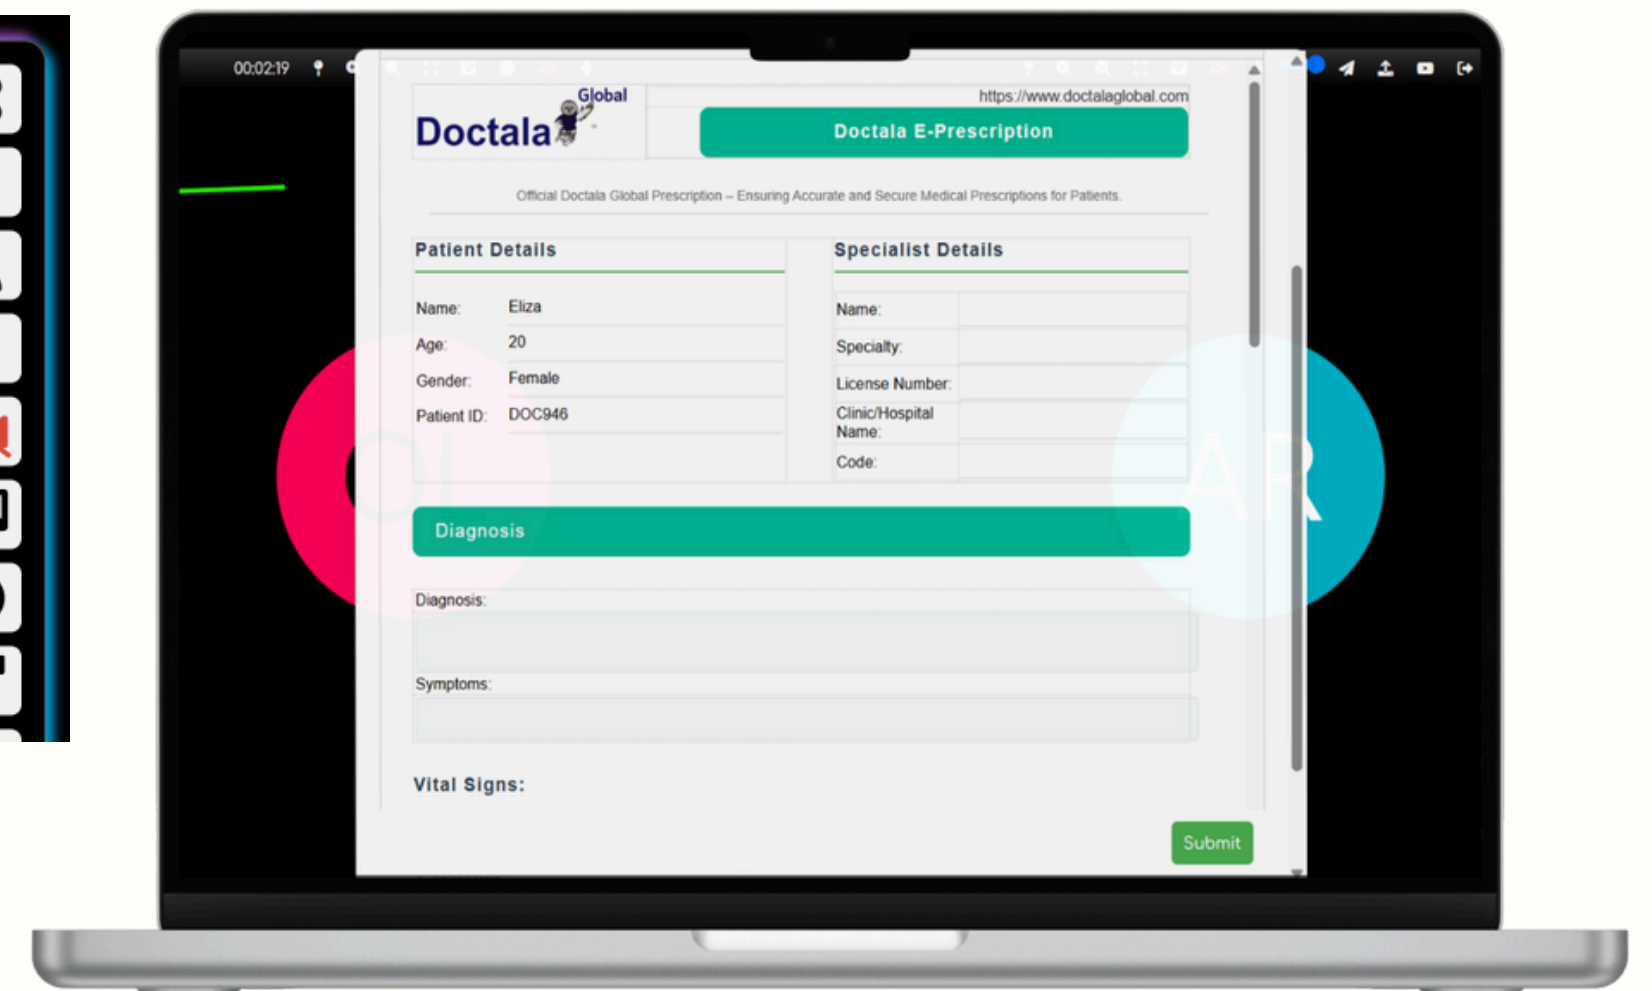 00:02:19
Global
Doctala
https://www.doctalaglobal.com
Doctala E-Prescription
Official Doctala Global Prescription – Ensuring Accurate and Secure Medical Prescriptions for Patients.
Patient Details
Name: Eliza
Age: 20
Gender: Female
Patient ID: DOC946
Specialist Details
Name:
Specialty:
License Number:
Clinic/Hospital
Name:
Code:
OL
AR
Diagnosis
Diagnosis:
Symptoms:
Vital Signs:
Submit